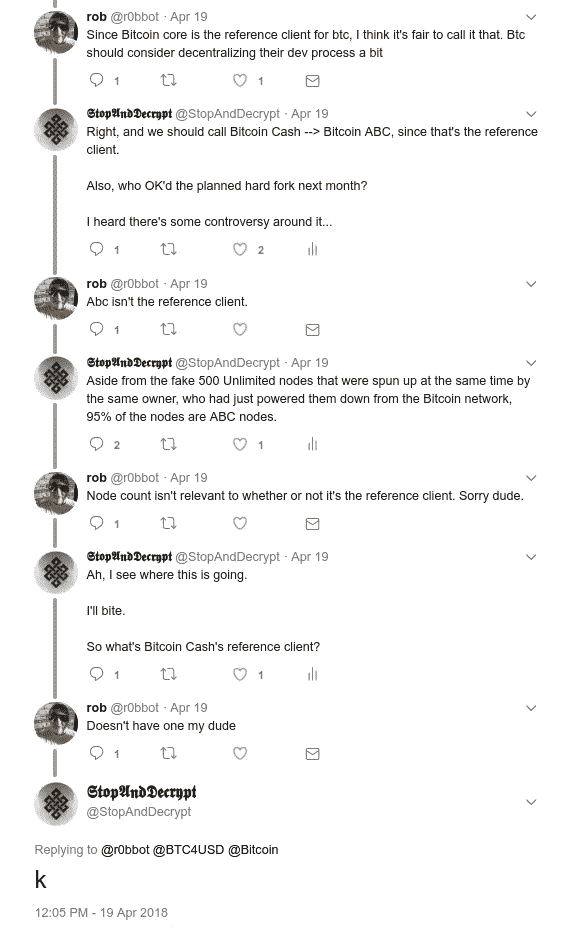 rob @r0bbot · Apr 19
Since Bitcoin core is the reference client for btc, I think it's fair to call it that. Btc
should consider decentralizing their dev process a bit
1 1
StopAndDecrypt @StopAndDecrypt · Apr 19
Right, and we should call Bitcoin Cash --> Bitcoin ABC, since that's the reference
client.
Also, who OK'd the planned hard fork next month?
I heard there's some controversy around it...
1 2
rob @r0bbot · Apr 19
Abc isn't the reference client.
1
StopAndDecrypt @StopAndDecrypt · Apr 19
Aside from the fake 500 Unlimited nodes that were spun up at the same time by
the same owner, who had just powered them down from the Bitcoin network,
95% of the nodes are ABC nodes.
2 1
rob @r0bbot · Apr 19
Node count isn't relevant to whether or not it's the reference client. Sorry dude.
1
StopAndDecrypt @StopAndDecrypt · Apr 19
Ah, I see where this is going.
I'll bite.
So what's Bitcoin Cash's reference client?
1 1
rob @r0bbot · Apr 19
Doesn't have one my dude
1
StopAndDecrypt
@StopAndDecrypt
Replying to @r0bbot @BTC4USD @Bitcoin
k
12:05 PM - 19 Apr 2018